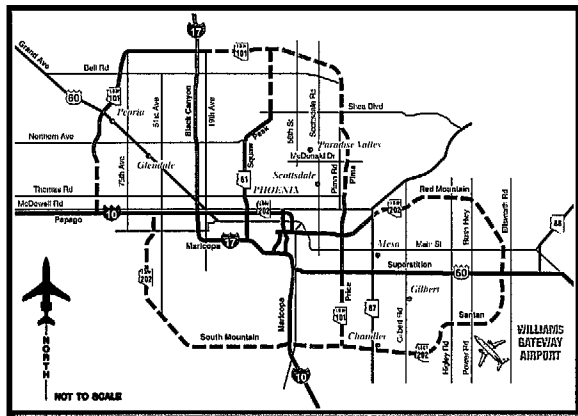 17
Grand Ave
LOOP 101
Bell Rd
LOOP 101
60
Peoria
51st Ave
Black Canyon
19th Ave
Squaw Peak
56th St
Scottsdale Rd
Shea Blvd
Paradise Valley
Northern Ave
75th Ave
Glendale
McDonald Dr
Scottsdale
Pima Rd
Pima
51
Thomas Rd
PHOENIX
Red Mountain
McDowell Rd
Papago
10
202
202
Maricopa
17
Mesa
Main St
Superstition
60
Ellsworth Rd
88
LOOP 202
Maricopa
Price
LOOP 101
87
Gilbert
Gilbert Rd
Santan
South Mountain
Chandler
202
Higley Rd
Power Rd
WILLIAMS
GATEWAY
AIRPORT
NORTH
10
NOT TO SCALE